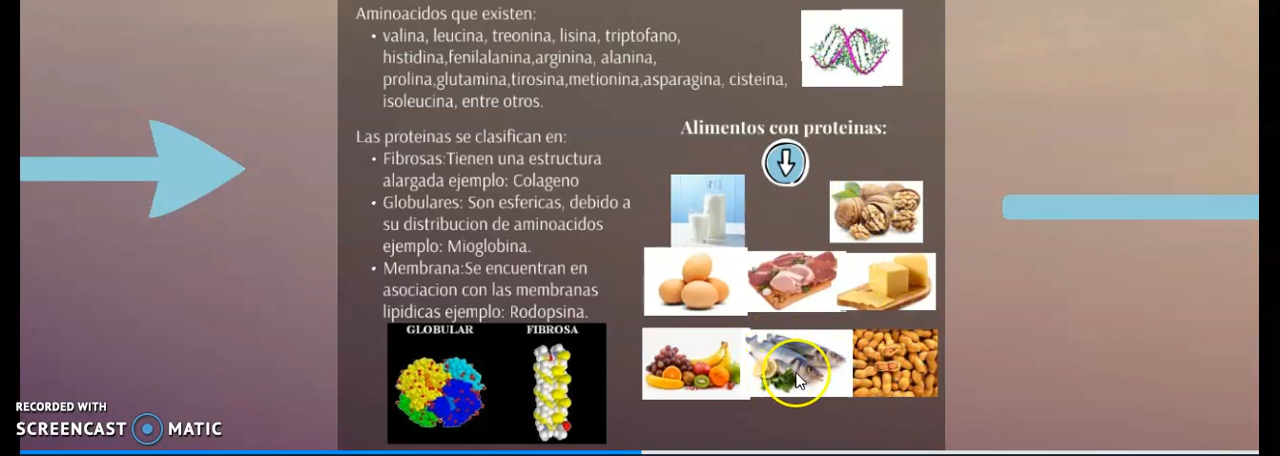 Aminoacidos que existen:
• valina, leucina, treonina, lisina, triptofano,
histidina,fenilalanina,arginina, alanina,
prolina,glutamina,tirosina,metionina,asparagina, cisteina,
isoleucina, entre otros.
Las proteinas se clasifican en:
• Fibrosas:Tienen una estructura
alargada ejemplo: Colageno
• Globulares: Son esfericas, debido a
su distribucion de aminoacidos
ejemplo: Mioglobina.
• Membrana:Se encuentran en
asociacion con las membranas
lipidicas ejemplo: Rodopsina.
GLOBULAR
FIBROSA
Alimentos con proteinas:
RECORDED WITH
SCREENCAST MATIC